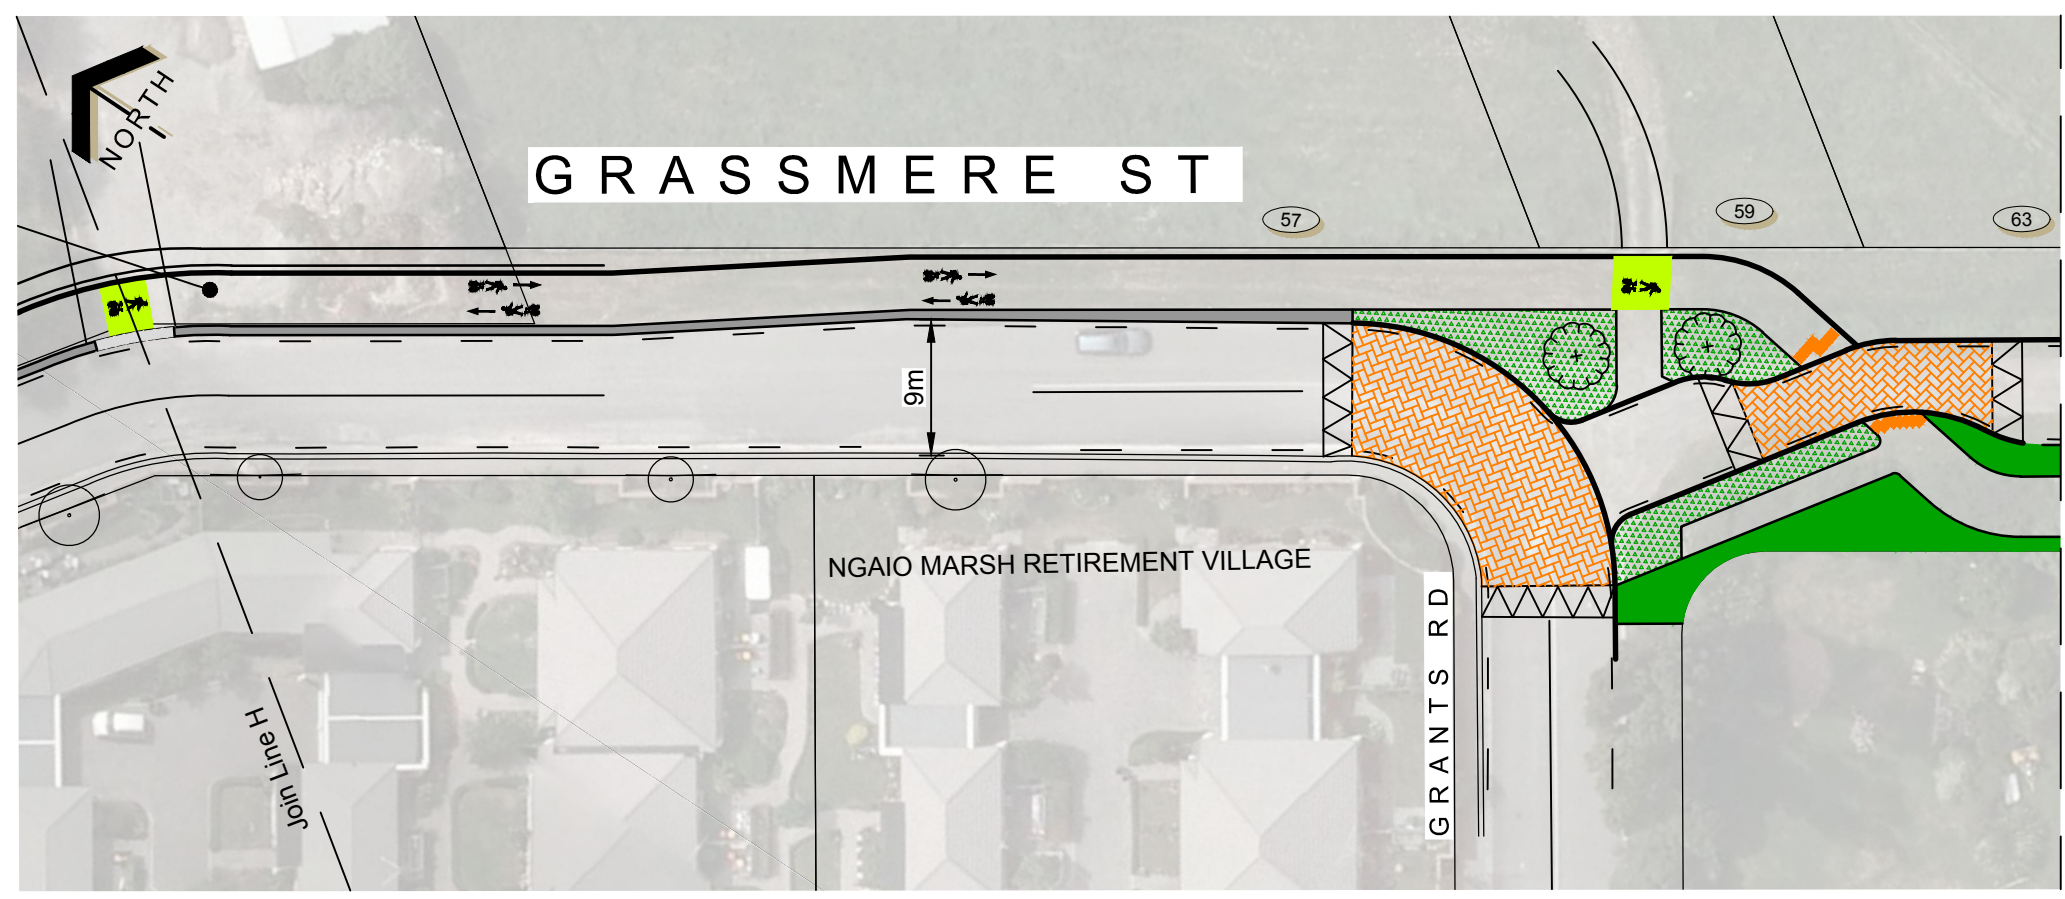 NORTH
GRASSMERE ST
57
59
63
9m
NGAIO MARSH RETIREMENT VILLAGE
GRANTS RD
Join Line H